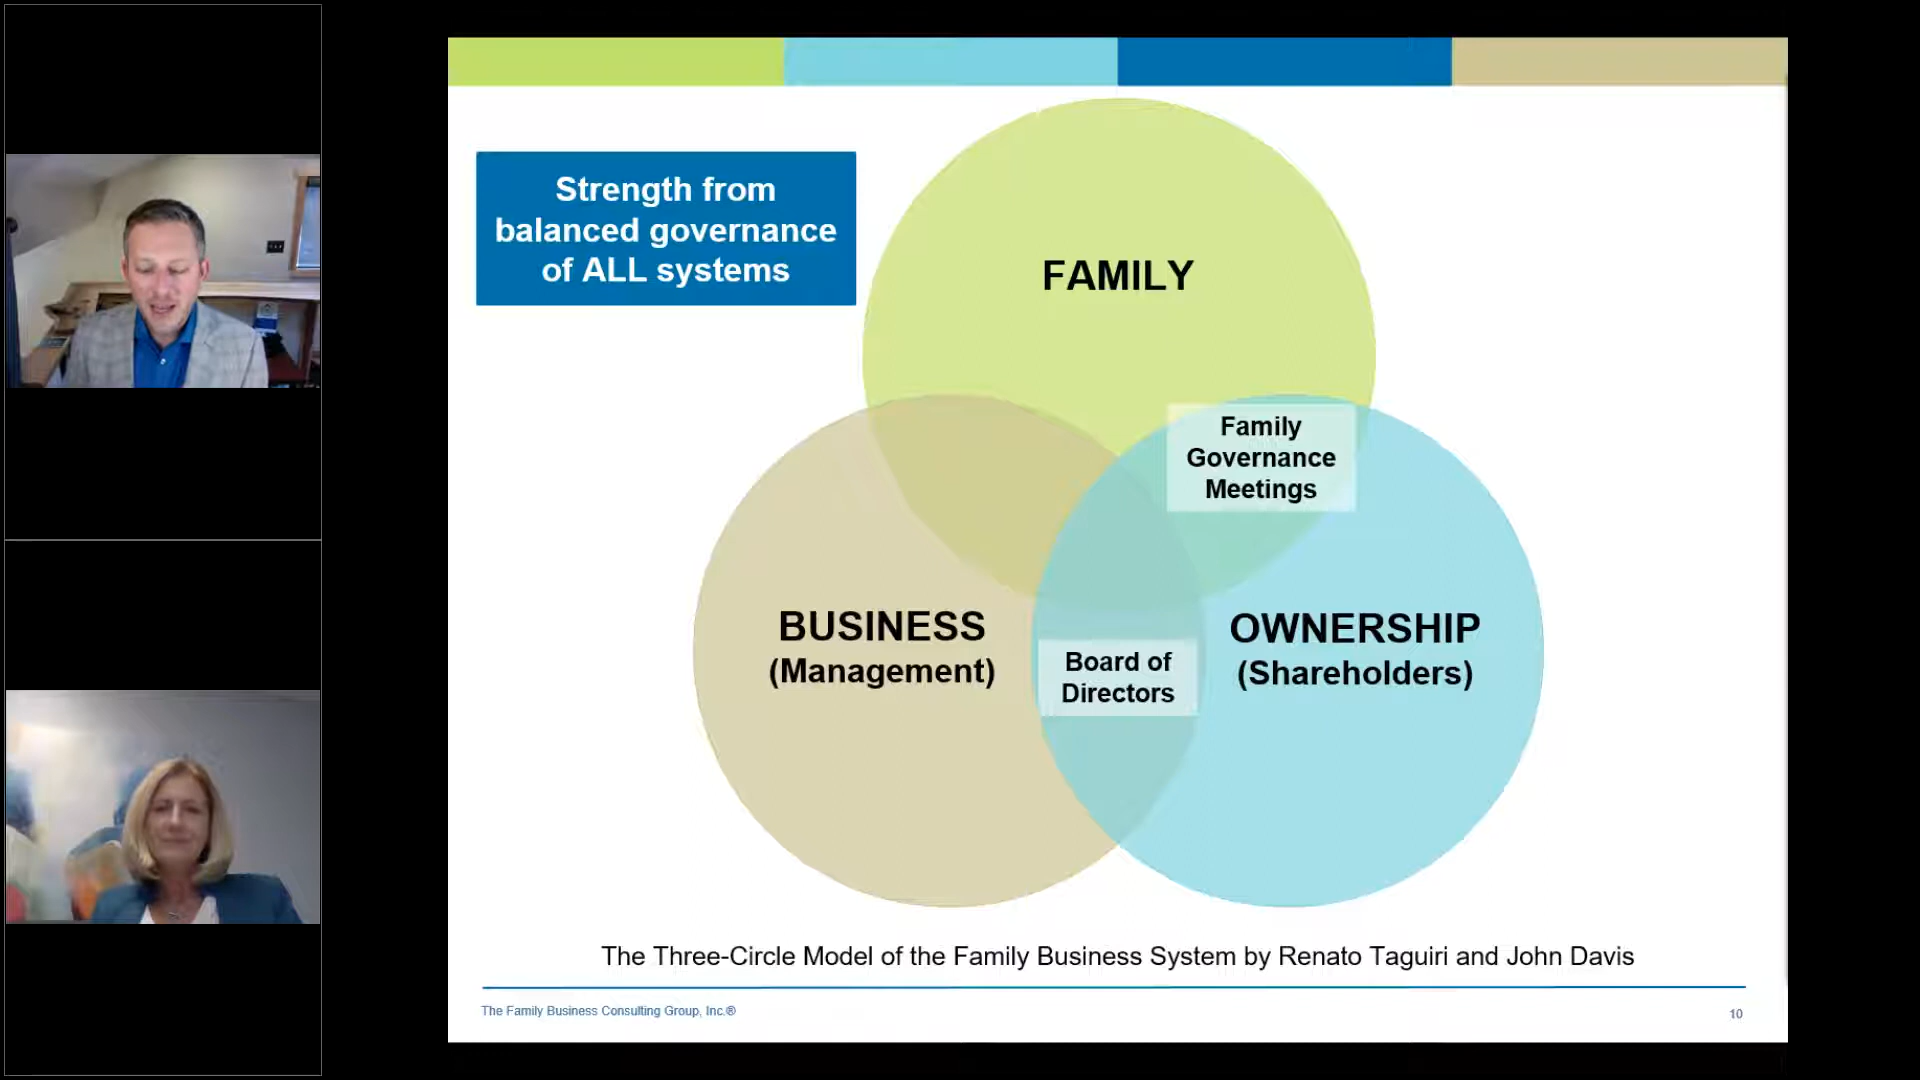 Strength from
balanced governance
of ALL systems
FAMILY
Family
Governance
Meetings
BUSINESS
(Management)
OWNERSHIP
(Shareholders)
Board of
Directors
The Three-Circle Model of the Family Business System by Renato Taguiri and John Davis
The Family Business Consulting Group, Inc.®
10